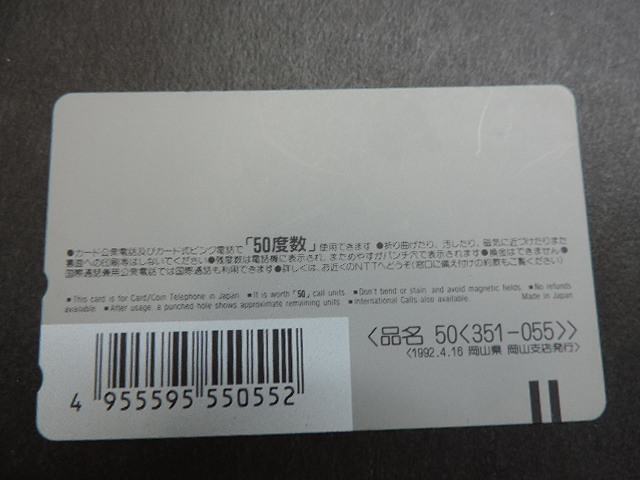 ●カード公衆電話及びカード式ピンク電話で「50度数」使用できます ●折り曲げたり、汚したり、磁気に近づけたりまた
裏面への印刷等はしないでください ●残度数は電話機に表示され、まためやすがパンチ穴で表示されます ●換金はできません ●
国際通話兼用公衆電話では国際通話も利用できます ●詳しくは、お近くのNTTへどうぞ(窓口に備え付けの約款もご覧ください)
■ This card is for Card/Coin Telephone in Japan. ■ It is worth「50」call units. ■ Don't bend or stain, and avoid magnetic fields. ■ No refunds
available. ■ After usage, a punched hole shows approximate remaining units. ■ International Calls also available. Made in Japan
<品名 50<351-055>>
<1992.4.16 岡山県 岡山支店発行>
4 955595 550552